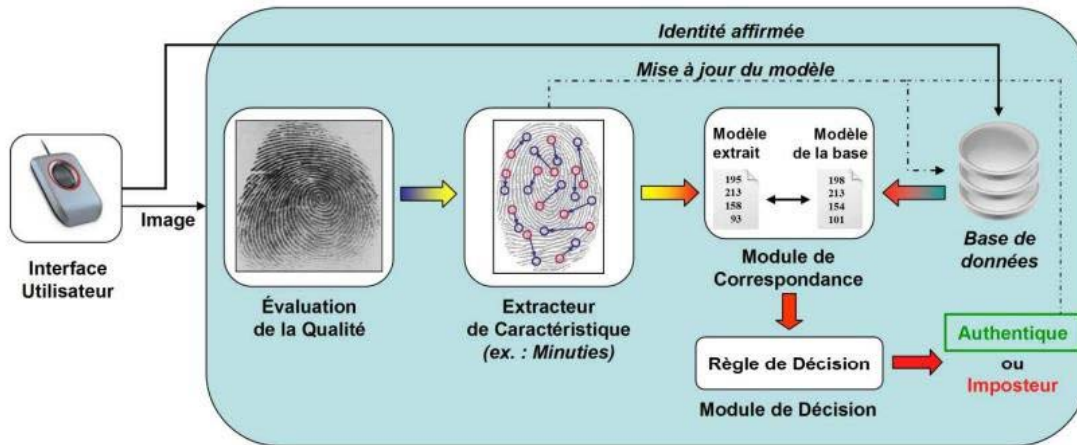 Identité affirmée
Mise à jour du modèle
Image
Interface
Utilisateur
Évaluation
de la Qualité
Extracteur
de Caractéristique
(ex. : Minuties)
Modèle
extrait
195
213
158
93
Modèle
de la base
198
213
154
101
Module de
Correspondance
Base de
données
Règle de Décision
Module de Décision
Authentique
ou
Imposteur